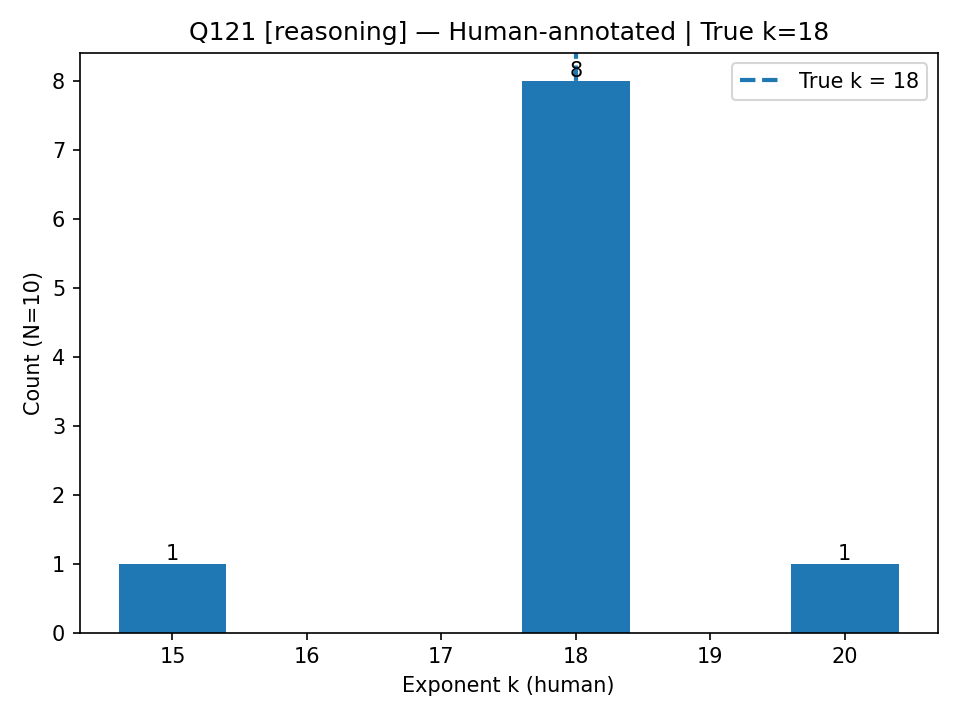 Q121 [reasoning] — Human-annotated | True k=18
True k = 18
Count (N=10)
8
7
6
5
4
3
2
1
0
1
8
1
15 16 17 18 19 20
Exponent k (human)